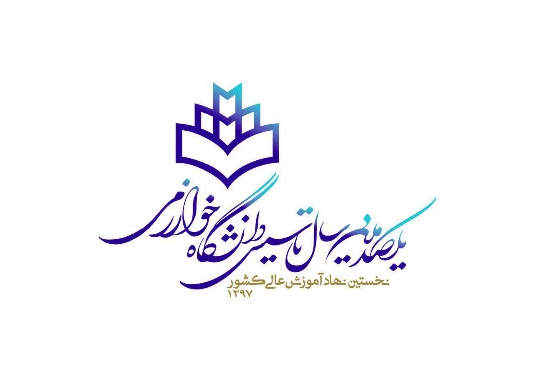 یکصدمین سال تاسیس دانشگاه خوارزمی
نخستین نهاد آموزش عالی کشور
۱۲۹۷